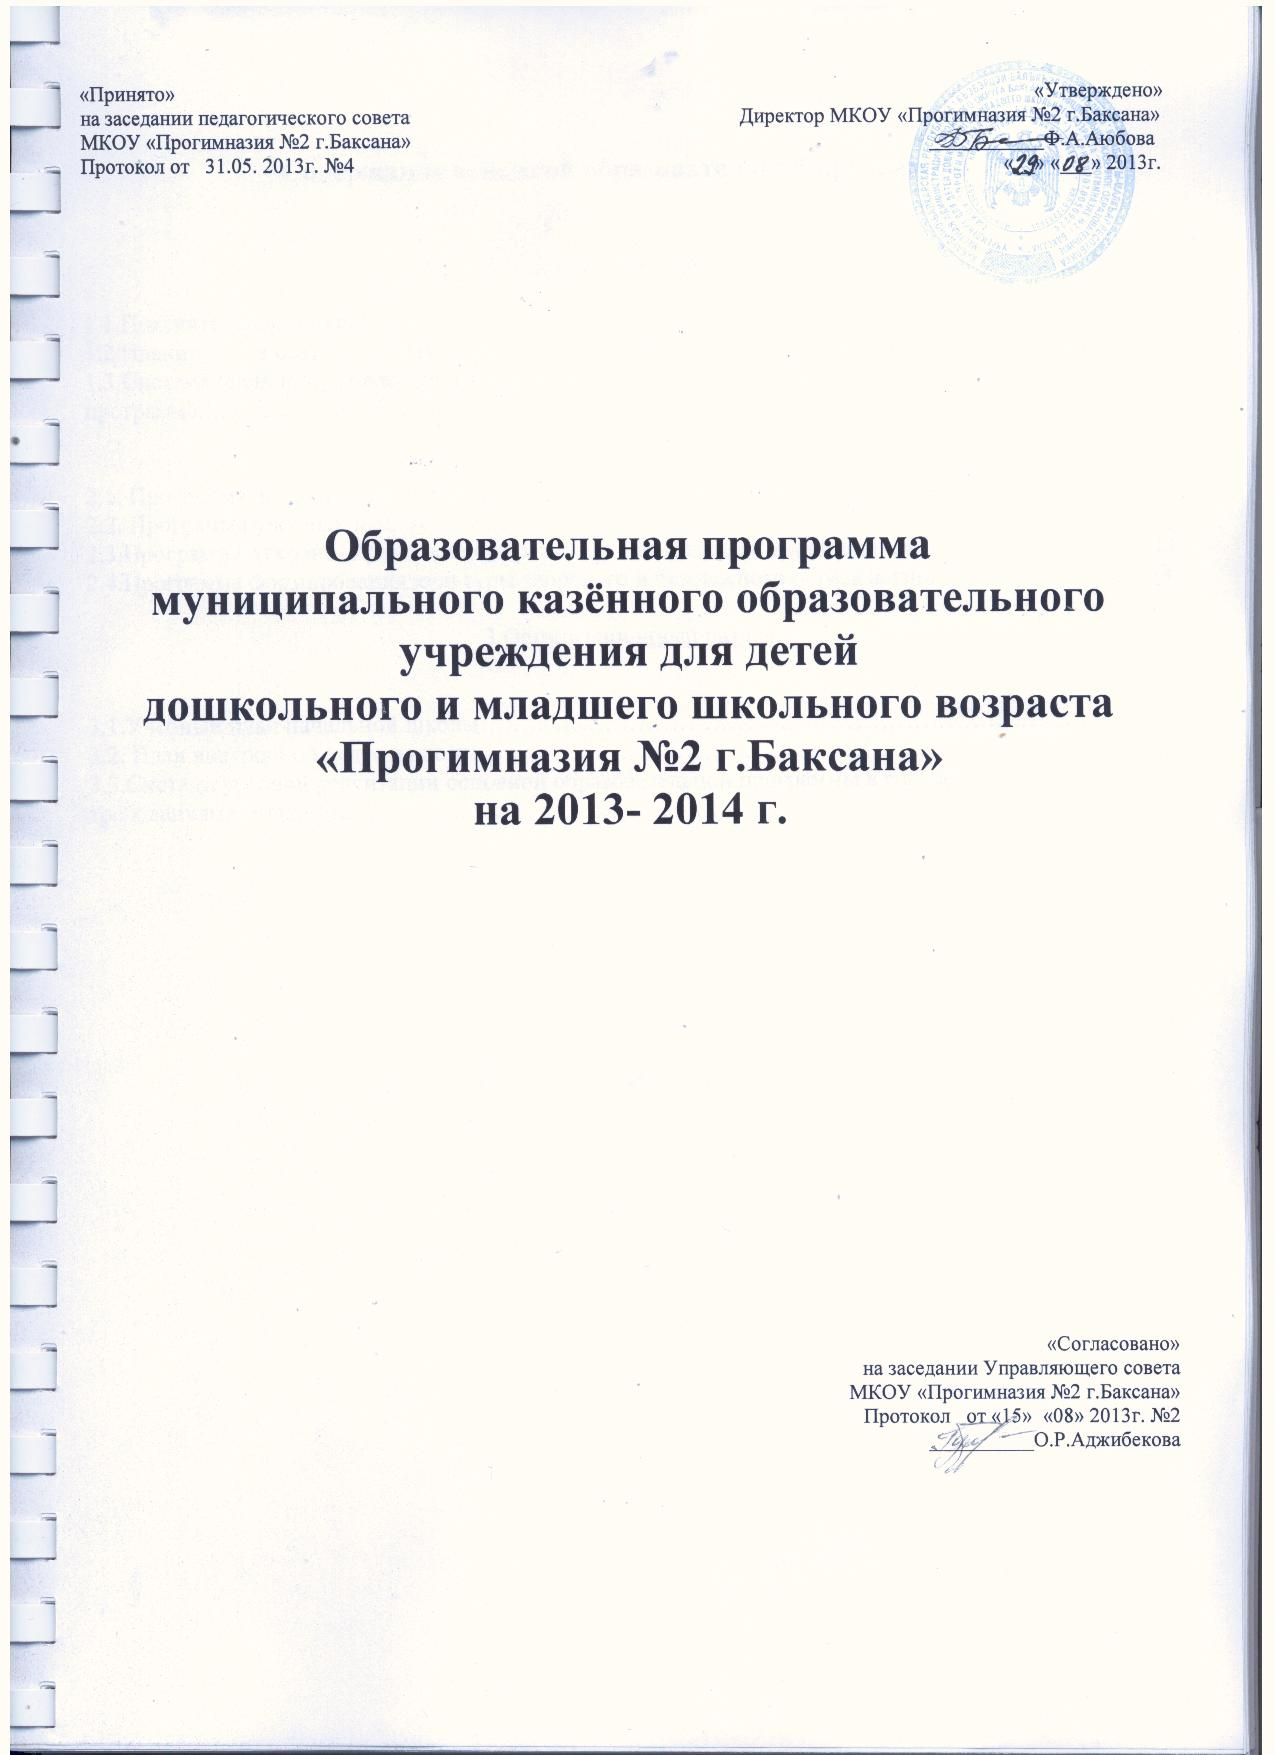 «Принято»
на заседании педагогического совета
МКОУ «Прогимназия №2 г.Баксана»
Протокол от 31.05. 2013г. №4
«Утверждено»
Директор МКОУ «Прогимназия №2 г.Баксана»
Ф.А.Аюбова
«29» «08» 2013г.
Образовательная программа
муниципального казённого образовательного
учреждения для детей
дошкольного и младшего школьного возраста
«Прогимназия №2 г.Баксана»
на 2013- 2014 г.
«Согласовано»
на заседании Управляющего совета
МКОУ «Прогимназия №2 г.Баксана»
Протокол от «15» «08» 2013г. №2
О.Р.Аджибекова